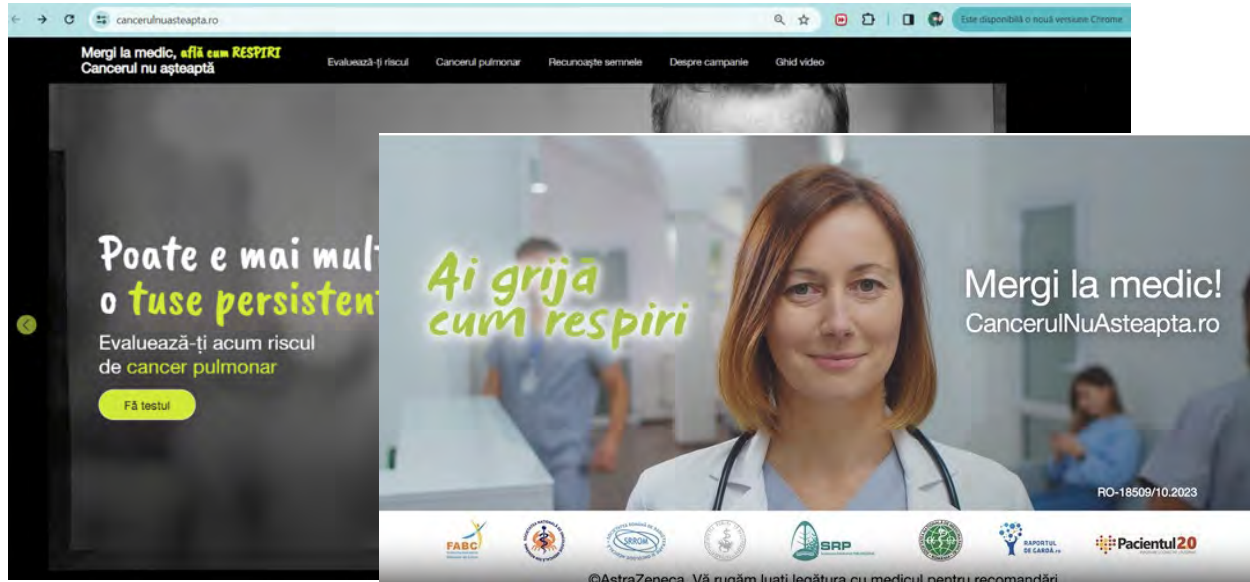 cancerulnuasteapta.ro
Este disponibilă o nouă versiune Chrome
Mergi la medic, află cum RESPIRI
Cancerul nu așteaptă
Evaluează-ți riscul
Cancerul pulmonar
Recunoaște semnele
Despre campanie
Ghid video
Poate e mai mul
o tuse persisten
Evaluează-ți acum riscul
de cancer pulmonar
Fă testul
Ai grijă
cum respiri
Mergi la medic!
CancerulNuAsteapta.ro
RO-18509/10.2023
FABC
SRROM
SRP
RAPORTUL
DE GARDĂ.ro
Pacientul 2.0
©AstraZeneca. Vă rugăm luați legătura cu medicul pentru recomandări